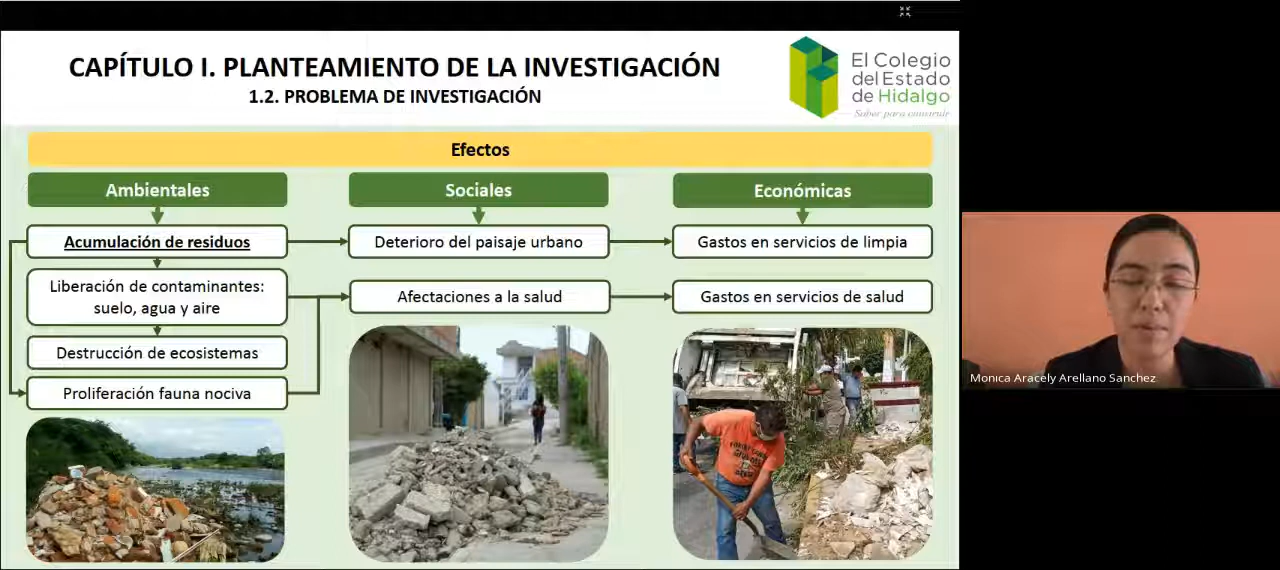 CAPÍTULO I. PLANTEAMIENTO DE LA INVESTIGACIÓN
1.2. PROBLEMA DE INVESTIGACIÓN
El Colegio
del Estado
de Hidalgo
Saber para construir
Efectos
Ambientales
Sociales
Económicas
Acumulación de residuos
Deterioro del paisaje urbano
Gastos en servicios de limpia
Liberación de contaminantes:
suelo, agua y aire
Afectaciones a la salud
Gastos en servicios de salud
Destrucción de ecosistemas
Proliferación fauna nociva
Monica Aracely Arellano Sanchez